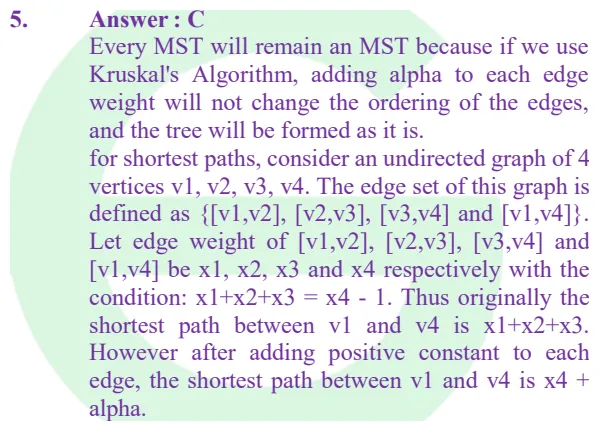 5. Answer : C
Every MST will remain an MST because if we use
Kruskal's Algorithm, adding alpha to each edge
weight will not change the ordering of the edges,
and the tree will be formed as it is.
for shortest paths, consider an undirected graph of 4
vertices v1, v2, v3, v4. The edge set of this graph is
defined as {[v1,v2], [v2,v3], [v3,v4] and [v1,v4]}.
Let edge weight of [v1,v2], [v2,v3], [v3,v4] and
[v1,v4] be x1, x2, x3 and x4 respectively with the
condition: x1+x2+x3 = x4 - 1. Thus originally the
shortest path between v1 and v4 is x1+x2+x3.
However after adding positive constant to each
edge, the shortest path between v1 and v4 is x4 +
alpha.